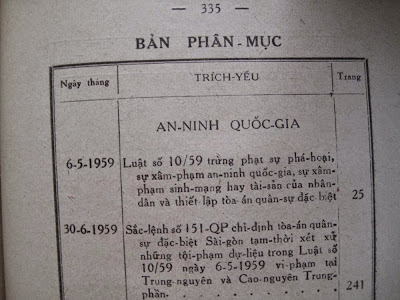 — 335 —
BẢN PHÂN-MỤC
Ngày tháng TRÍCH-YẾU Trang
AN-NINH QUỐC-GIA
6-5-1959 Luật số 10/59 trừng phạt sự phá-hoại,
sự xâm-phạm an-ninh quốc-gia, sự xâm-
phạm sinh-mạng hay tài-sản của nhân-
dân và thiết lập tòa-án quân-sự đặc biệt 25
30-6-1959 Sắc-lệnh số 151-QP chỉ-định tòa-án quân-
sự đặc-biệt Sài-gòn tạm-thời xét xử
những tội-phạm dự-liệu trong Luật số
10/59 ngày 6-5-1959 vi-phạm tại
Trung-nguyên và Cao-nguyên Trung-
phần. 241